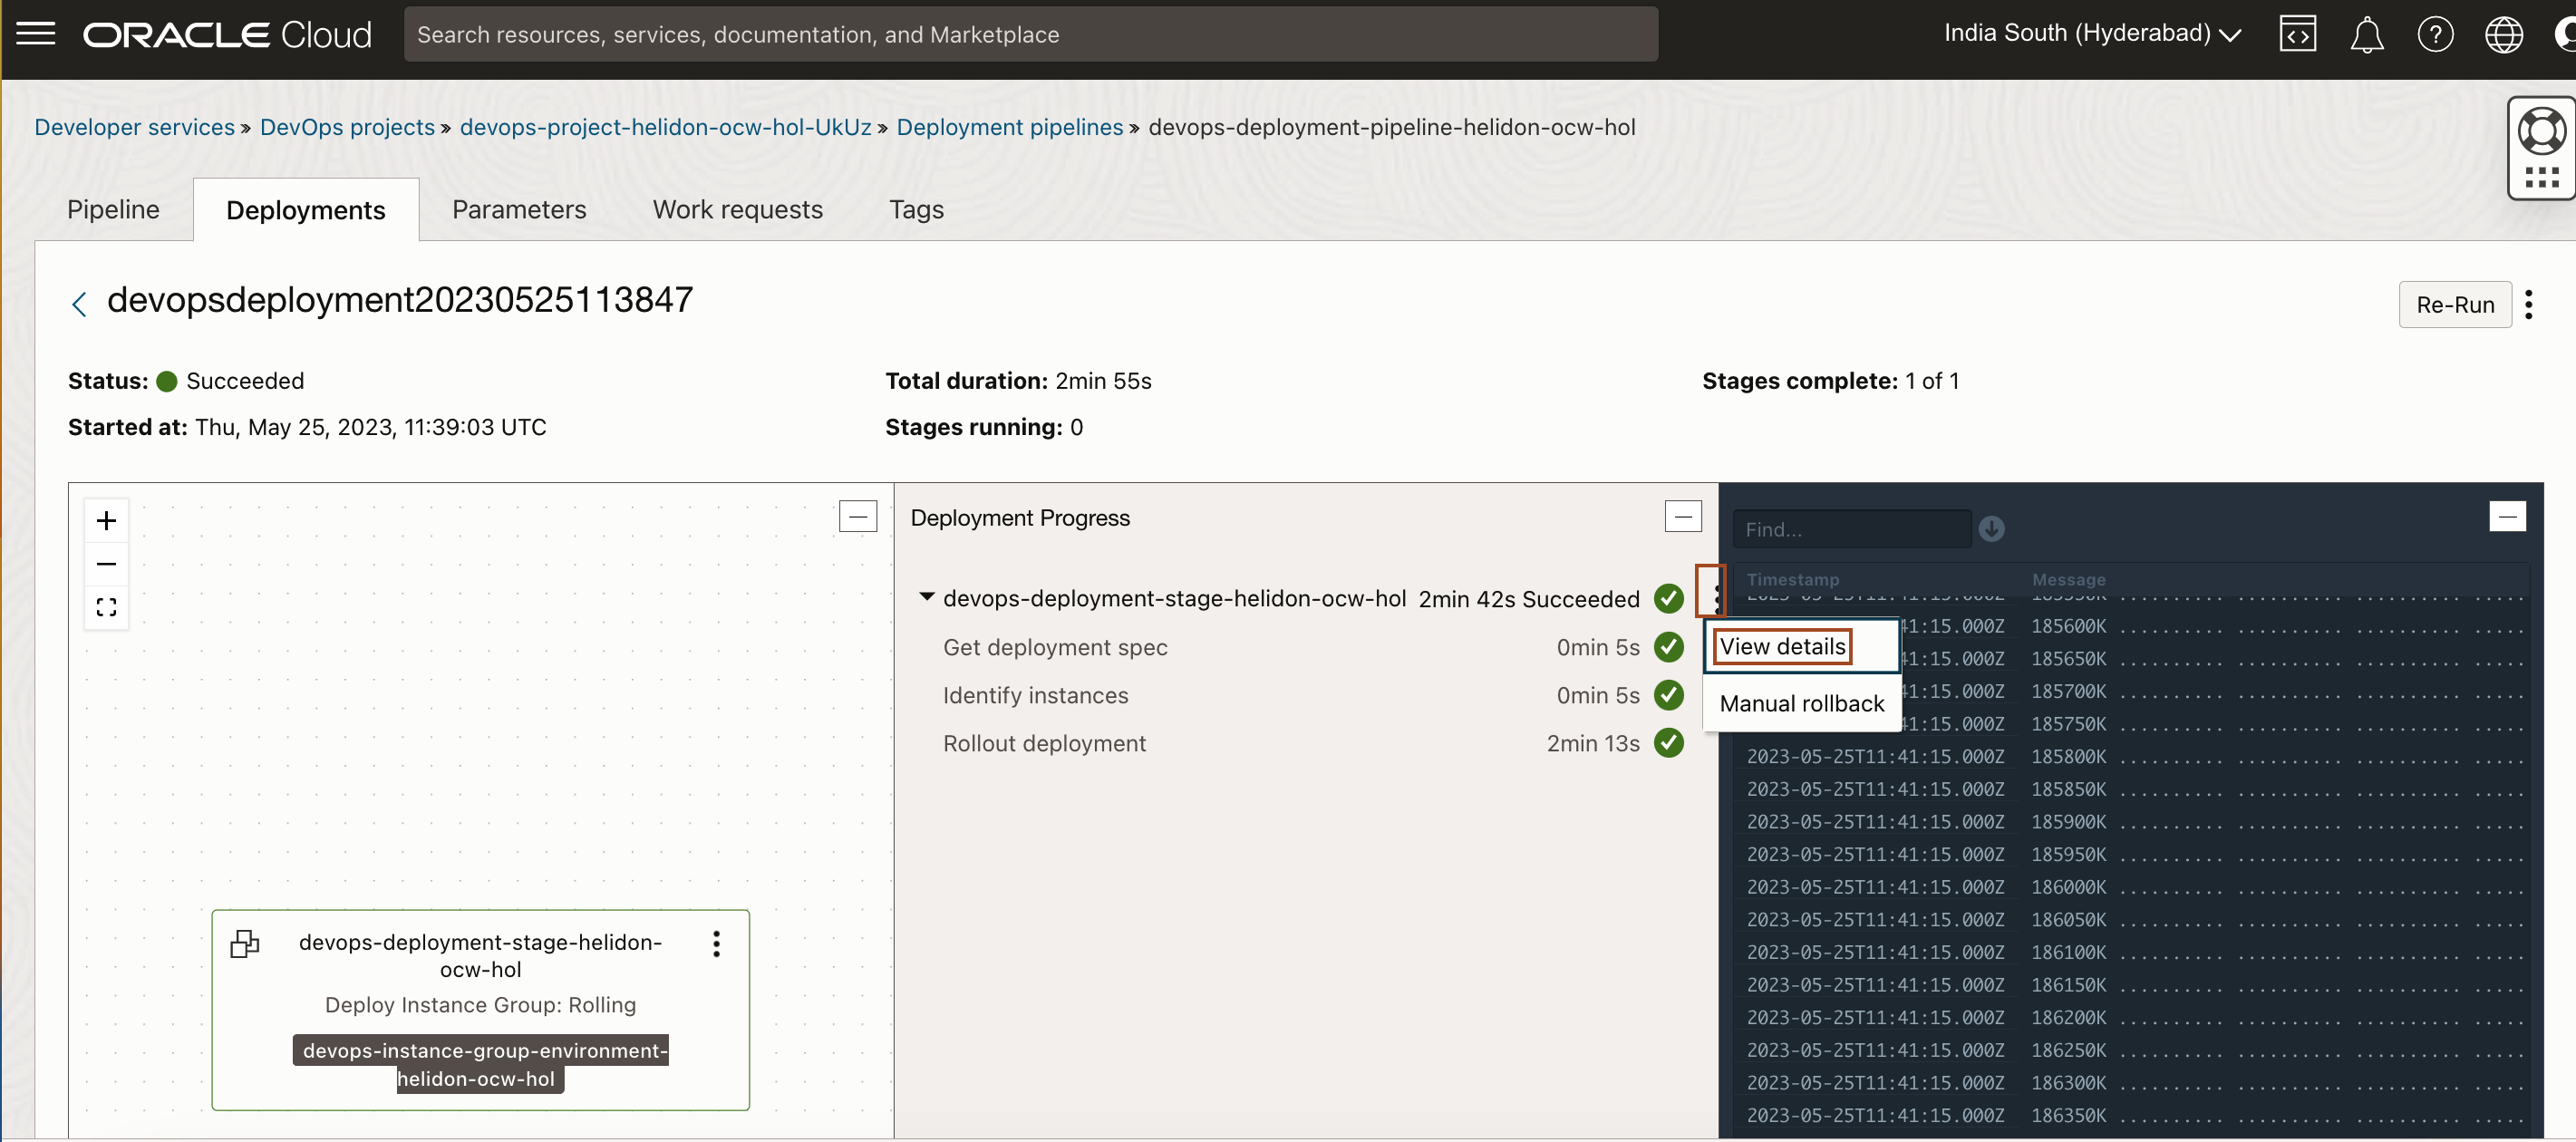 ORACLE Cloud
Search resources, services, documentation, and Marketplace
India South (Hyderabad)
Developer services » DevOps projects » devops-project-helidon-ocw-hol-UkUz » Deployment pipelines » devops-deployment-pipeline-helidon-ocw-hol
Pipeline
Deployments
Parameters
Work requests
Tags
devopsdeployment20230525113847
Re-Run
Status: Succeeded
Total duration: 2min 55s
Stages complete: 1 of 1
Started at: Thu, May 25, 2023, 11:39:03 UTC
Stages running: 0
devops-deployment-stage-helidon-
ocw-hol
Deploy Instance Group: Rolling
devops-instance-group-environment-
helidon-ocw-hol
Deployment Progress
devops-deployment-stage-helidon-ocw-hol 2min 42s Succeeded
Get deployment spec 0min 5s
Identify instances 0min 5s
Rollout deployment 2min 13s
View details
Manual rollback
Find...
Timestamp Message
41:15.000Z 185600K .......... .......... .......... .....
41:15.000Z 185650K .......... .......... .......... .....
41:15.000Z 185700K .......... .......... .......... .....
41:15.000Z 185750K .......... .......... .......... .....
2023-05-25T11:41:15.000Z 185800K .......... .......... .......... .....
2023-05-25T11:41:15.000Z 185850K .......... .......... .......... .....
2023-05-25T11:41:15.000Z 185900K .......... .......... .......... .....
2023-05-25T11:41:15.000Z 185950K .......... .......... .......... .....
2023-05-25T11:41:15.000Z 186000K .......... .......... .......... .....
2023-05-25T11:41:15.000Z 186050K .......... .......... .......... .....
2023-05-25T11:41:15.000Z 186100K .......... .......... .......... .....
2023-05-25T11:41:15.000Z 186150K .......... .......... .......... .....
2023-05-25T11:41:15.000Z 186200K .......... .......... .......... .....
2023-05-25T11:41:15.000Z 186250K .......... .......... .......... .....
2023-05-25T11:41:15.000Z 186300K .......... .......... .......... .....
2023-05-25T11:41:15.000Z 186350K .......... .......... .......... .....